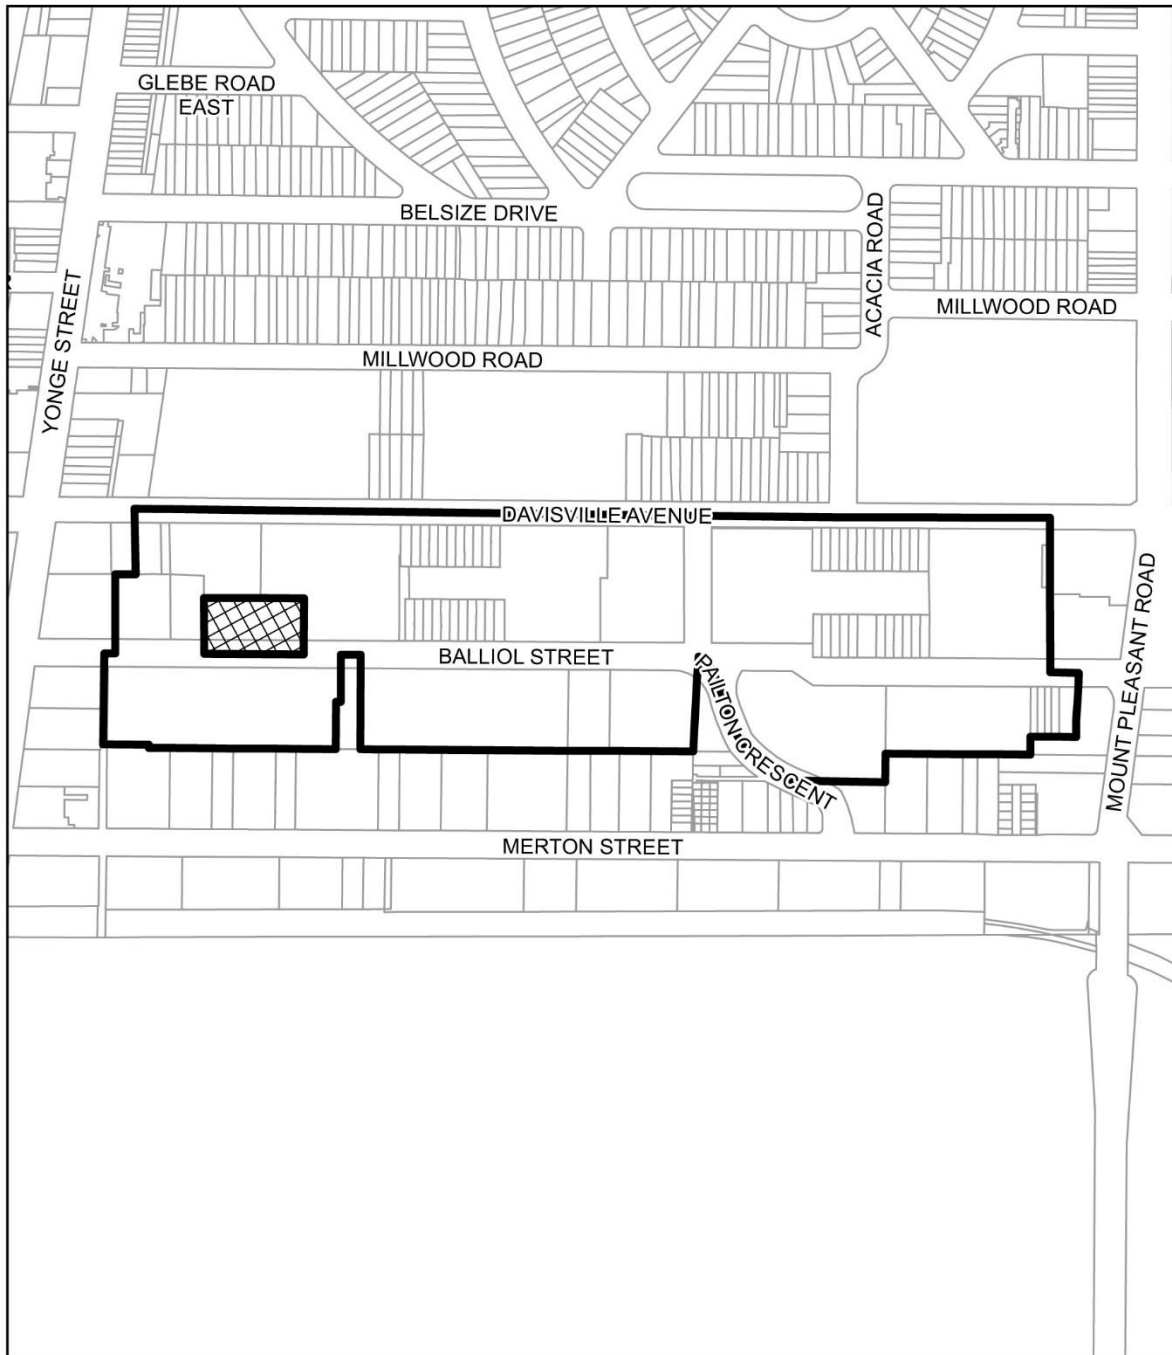 GLEBE ROAD
EAST
BELSIZE DRIVE
ACACIA ROAD
MILLWOOD ROAD
YONGE STREET
MILLWOOD ROAD
DAVISVILLE AVENUE
BALLIOL STREET
PAILTON CRESCENT
MOUNT PLEASANT ROAD
MERTON STREET